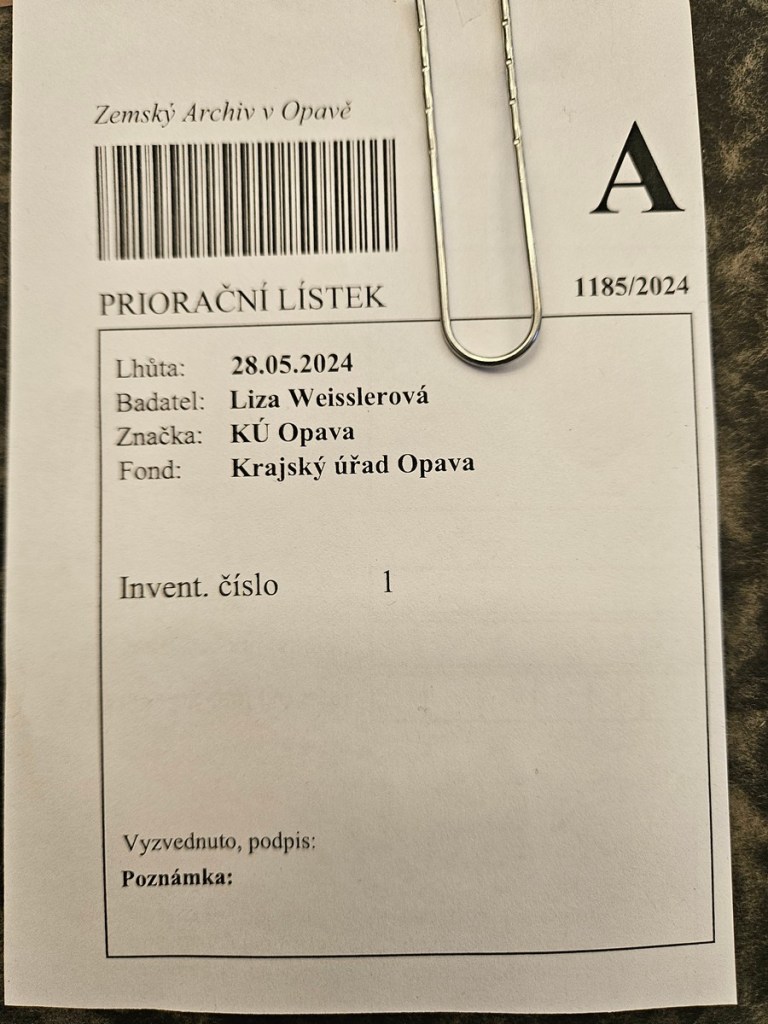 Zemský Archiv v Opavě
A
PRIORAČNÍ LÍSTEK
1185/2024
Lhůta: 28.05.2024
Badatel: Liza Weisslerová
Značka: KÚ Opava
Fond: Krajský úřad Opava
Invent. číslo 1
Vyzvednuto, podpis:
Poznámka: